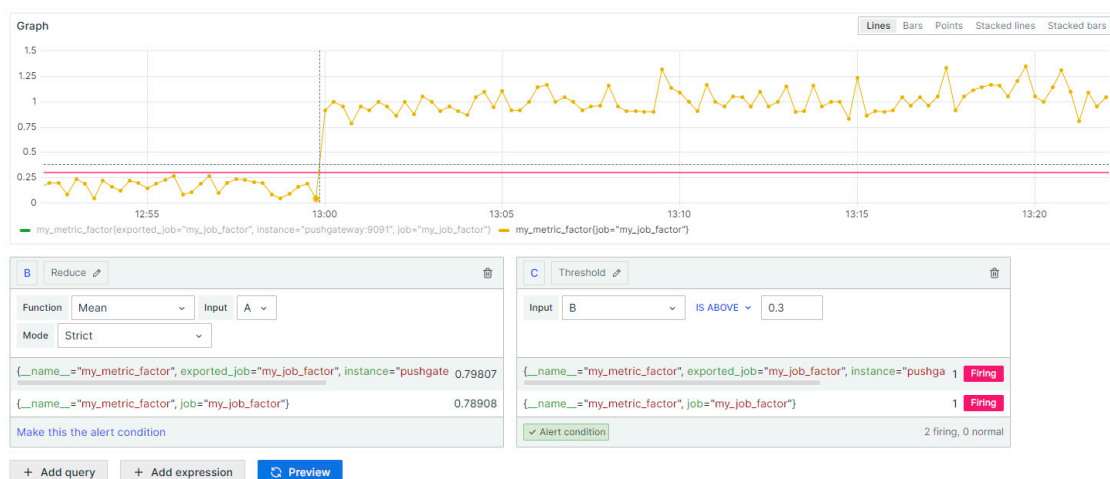 Graph
Lines Bars Points Stacked lines Stacked bars
1.5
1.25
1
0.75
0.5
0.25
0
12:55 13:00 13:05 13:10 13:15 13:20
my_metric_factor{exported_job="my_job_factor", instance="pushgateway:9091", job="my_job_factor"} my_metric_factor{job="my_job_factor"}
B Reduce
Function Mean Input A
Mode Strict
{__name__="my_metric_factor", exported_job="my_job_factor", instance="pushgate 0.79807
{__name__="my_metric_factor", job="my_job_factor"} 0.78908
Make this the alert condition
C Threshold
Input B IS ABOVE 0.3
{__name__="my_metric_factor", exported_job="my_job_factor", instance="pushga 1 Firing
{__name__="my_metric_factor", job="my_job_factor"} 1 Firing
Alert condition 2 firing, 0 normal
+ Add query + Add expression Preview